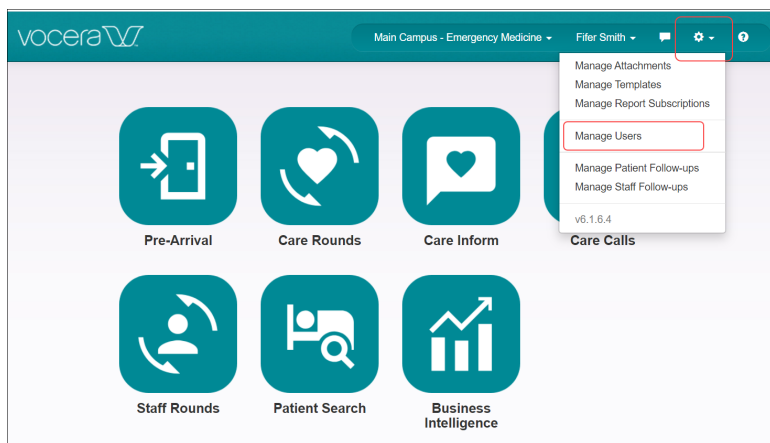 vocera
Main Campus - Emergency Medicine
Fifer Smith
Manage Attachments
Manage Templates
Manage Report Subscriptions
Manage Users
Manage Patient Follow-ups
Manage Staff Follow-ups
v6.1.6.4
Pre-Arrival
Care Rounds
Care Inform
Care Calls
Staff Rounds
Patient Search
Business
Intelligence